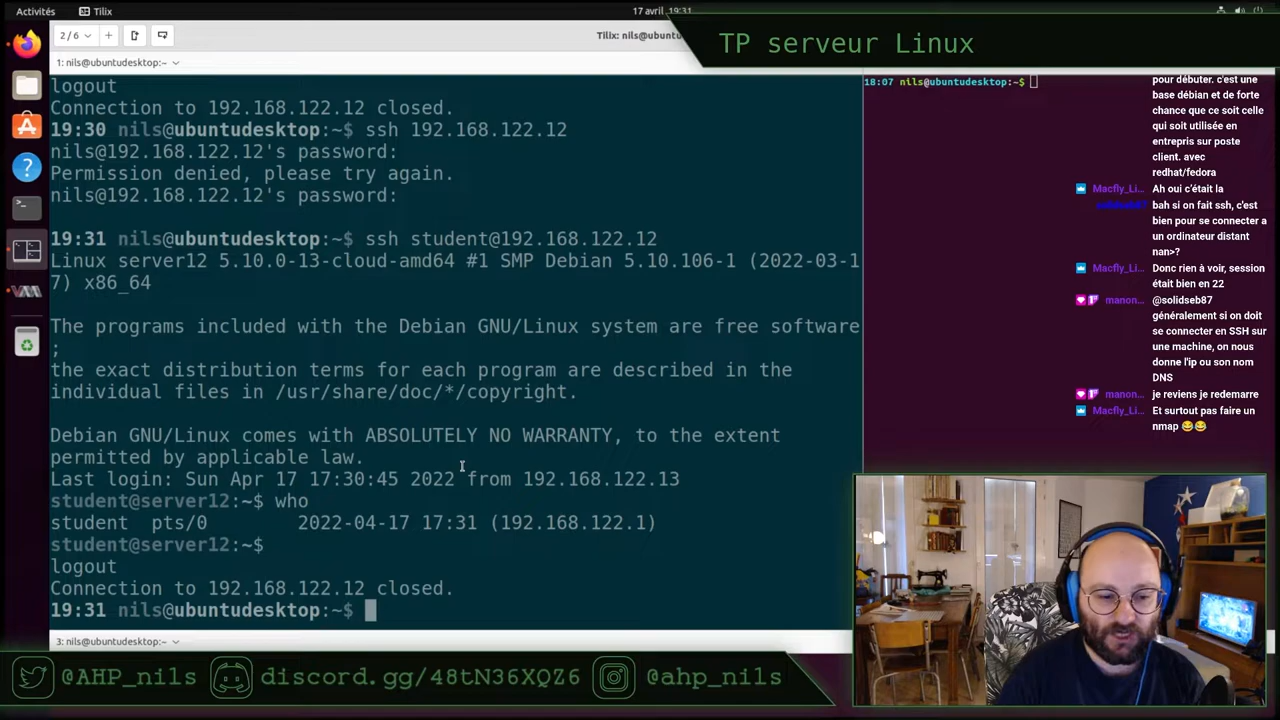 Activités
Tilix
17 avril 19:31
2/6
Tilix: nils@ubuntu
TP serveur Linux
1: nils@ubuntudesktop:~
logout
Connection to 192.168.122.12 closed.
19:30 nils@ubuntudesktop:~$ ssh 192.168.122.12
nils@192.168.122.12's password:
Permission denied, please try again.
nils@192.168.122.12's password:
19:31 nils@ubuntudesktop:~$ ssh student@192.168.122.12
Linux server12 5.10.0-13-cloud-amd64 #1 SMP Debian 5.10.106-1 (2022-03-1
7) x86_64
The programs included with the Debian GNU/Linux system are free software
;
the exact distribution terms for each program are described in the
individual files in /usr/share/doc/*/copyright.
Debian GNU/Linux comes with ABSOLUTELY NO WARRANTY, to the extent
permitted by applicable law.
Last login: Sun Apr 17 17:30:45 2022 from 192.168.122.13
student@server12:~$ who
student pts/0 2022-04-17 17:31 (192.168.122.1)
student@server12:~$
logout
Connection to 192.168.122.12 closed.
19:31 nils@ubuntudesktop:~$
3: nils@ubuntudesktop:~
18:07 nils@ubuntudesktop:~$
pour débuter. c'est une
base débian et de forte
chance que ce soit celle
qui soit utilisée en
entrepris sur poste
client. avec
redhat/fedora
Macfly_Li... Ah oui c'était la
solidseb87 bah si on fait ssh, c'est
bien pour se connecter a
un ordinateur distant
nan>?
Macfly_Li... Donc rien à voir, session
était bien en 22
manon... @solidseb87
généralement si on doit
se connecter en SSH sur
une machine, on nous
donne l'ip ou son nom
DNS
manon... je reviens je redemarre
Macfly_Li... Et surtout pas faire un
nmap 😂😂
@AHP_nils
discord.gg/48tN36XQZ6
@ahp_nils